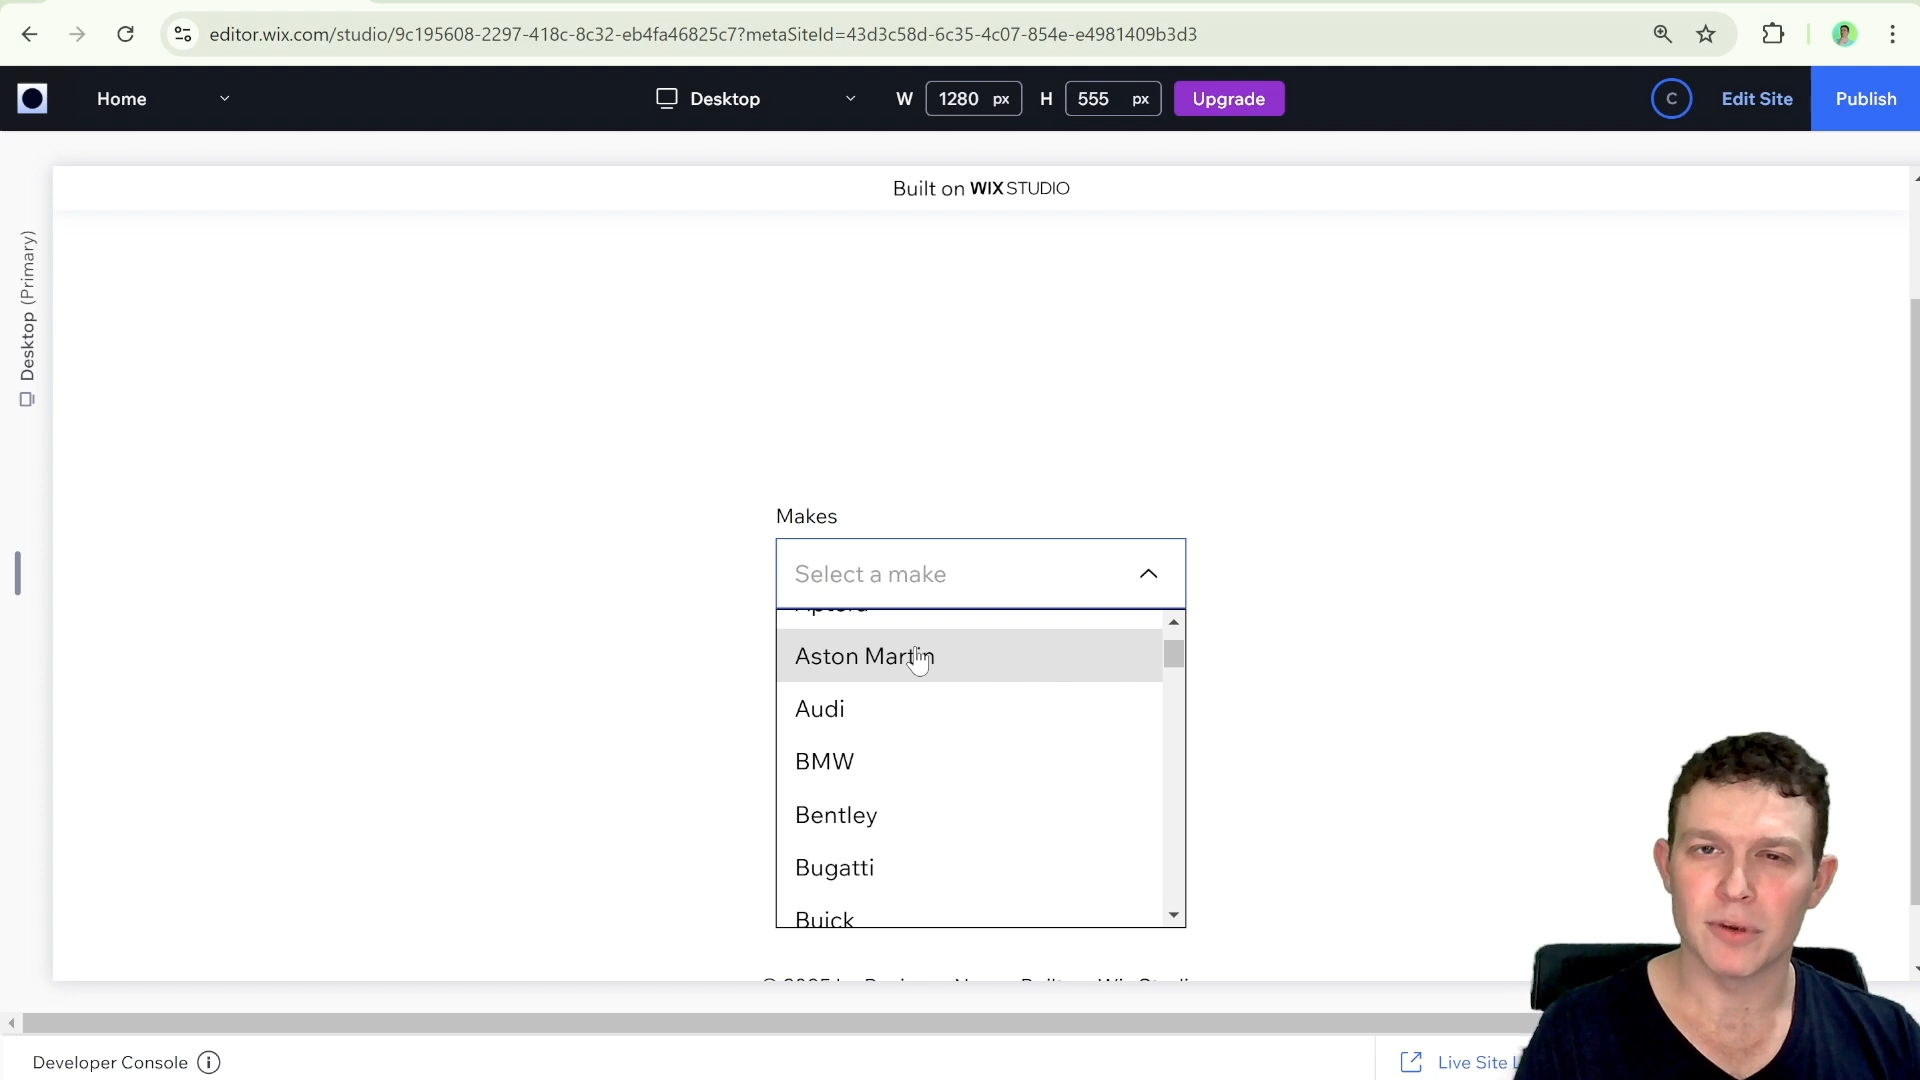 editor.wix.com/studio/9c195608-2297-418c-8c32-eb4fa46825c7?metaSiteId=43d3c58d-6c35-4c07-854e-e4981409b3d3
Home
Desktop
W 1280 px H 555 px
Upgrade
C
Edit Site
Publish
Built on WIX STUDIO
Desktop (Primary)
Makes
Select a make
Aston Martin
Audi
BMW
Bentley
Bugatti
Buick
Developer Console
Live Site